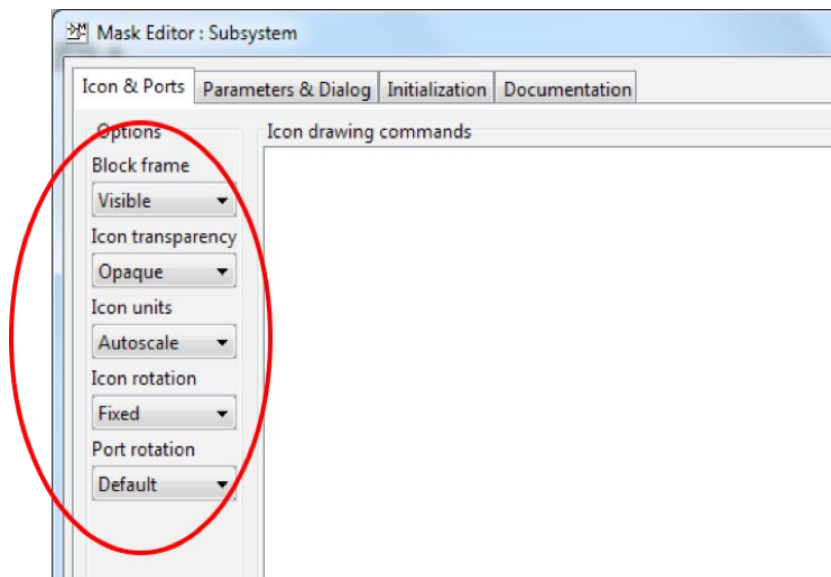 Mask Editor : Subsystem
Icon & Ports Parameters & Dialog Initialization Documentation
Options
Icon drawing commands
Block frame
Visible
Icon transparency
Opaque
Icon units
Autoscale
Icon rotation
Fixed
Port rotation
Default